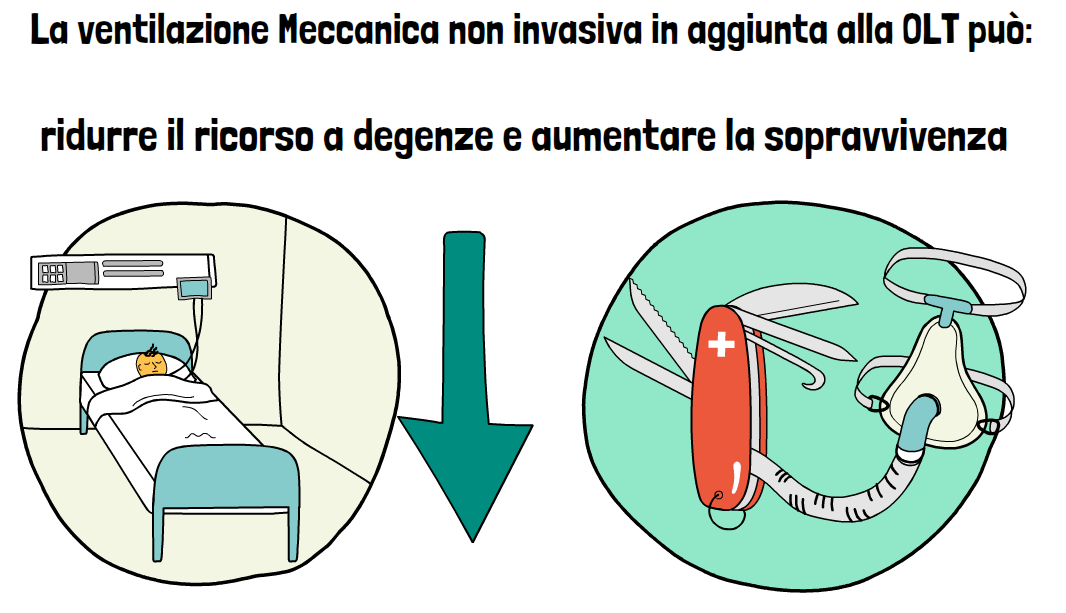 La ventilazione Meccanica non invasiva in aggiunta alla OLT può:
ridurre il ricorso a degenze e aumentare la sopravvivenza